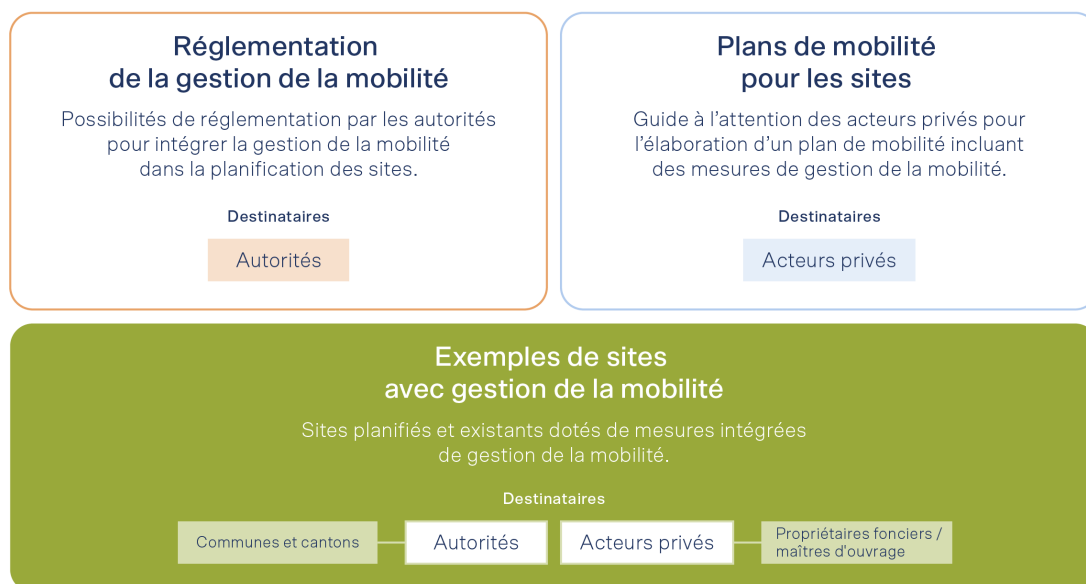 Réglementation
de la gestion de la mobilité
Possibilités de réglementation par les autorités
pour intégrer la gestion de la mobilité
dans la planification des sites.
Destinataires
Autorités
Plans de mobilité
pour les sites
Guide à l'attention des acteurs privés pour
l'élaboration d'un plan de mobilité incluant
des mesures de gestion de la mobilité.
Destinataires
Acteurs privés
Exemples de sites
avec gestion de la mobilité
Sites planifiés et existants dotés de mesures intégrées
de gestion de la mobilité.
Destinataires
Communes et cantons
Autorités
Acteurs privés
Propriétaires fonciers /
maîtres d'ouvrage